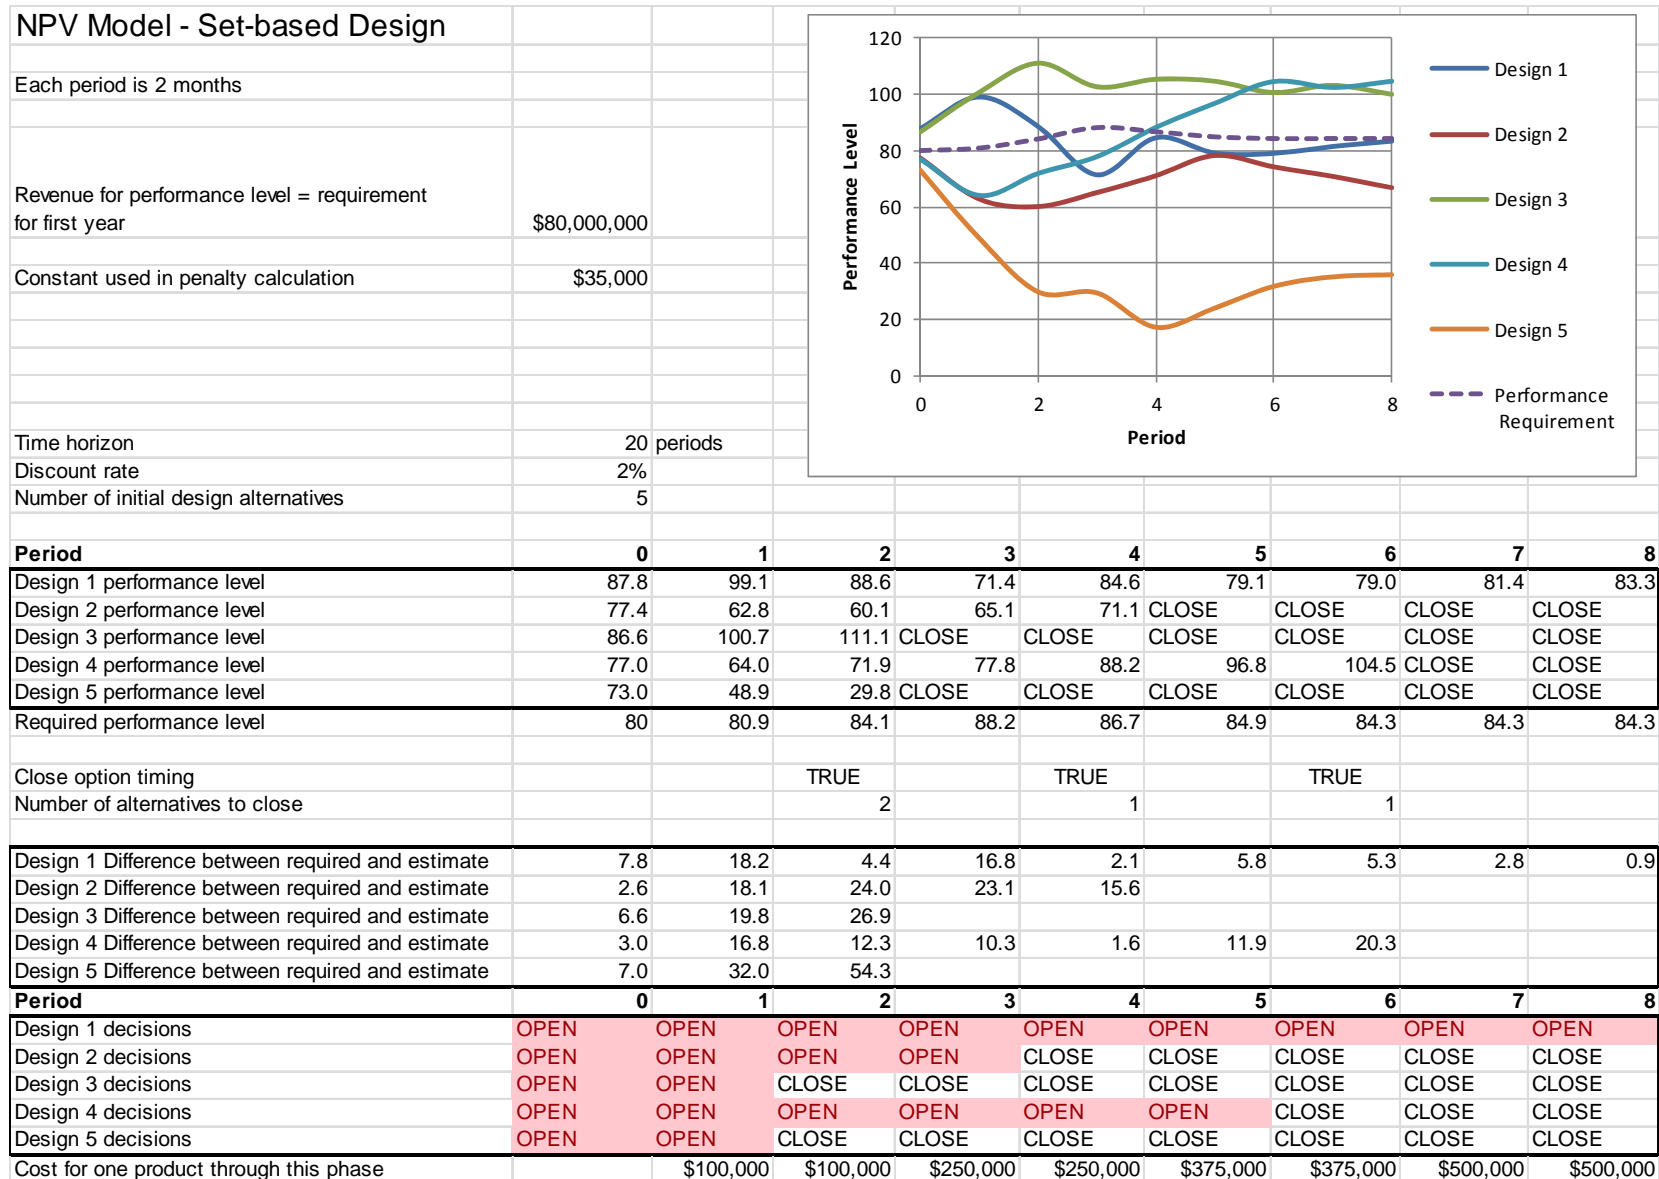 NPV Model - Set-based Design
Each period is 2 months
Revenue for performance level = requirement
for first year $80,000,000
Constant used in penalty calculation $35,000
120
100
80
60
40
20
0
Performance Level
0 2 4 6 8
Period
Design 1
Design 2
Design 3
Design 4
Design 5
Performance
Requirement
Time horizon 20 periods
Discount rate 2%
Number of initial design alternatives 5
Period 0 1 2 3 4 5 6 7 8
Design 1 performance level 87.8 99.1 88.6 71.4 84.6 79.1 79.0 81.4 83.3
Design 2 performance level 77.4 62.8 60.1 65.1 71.1 CLOSE CLOSE CLOSE CLOSE
Design 3 performance level 86.6 100.7 111.1 CLOSE CLOSE CLOSE CLOSE CLOSE CLOSE
Design 4 performance level 77.0 64.0 71.9 77.8 88.2 96.8 104.5 CLOSE CLOSE
Design 5 performance level 73.0 48.9 29.8 CLOSE CLOSE CLOSE CLOSE CLOSE CLOSE
Required performance level 80 80.9 84.1 88.2 86.7 84.9 84.3 84.3 84.3
Close option timing TRUE TRUE TRUE
Number of alternatives to close 2 1 1
Design 1 Difference between required and estimate 7.8 18.2 4.4 16.8 2.1 5.8 5.3 2.8 0.9
Design 2 Difference between required and estimate 2.6 18.1 24.0 23.1 15.6
Design 3 Difference between required and estimate 6.6 19.8 26.9
Design 4 Difference between required and estimate 3.0 16.8 12.3 10.3 1.6 11.9 20.3
Design 5 Difference between required and estimate 7.0 32.0 54.3
Period 0 1 2 3 4 5 6 7 8
Design 1 decisions OPEN OPEN OPEN OPEN OPEN OPEN OPEN OPEN OPEN
Design 2 decisions OPEN OPEN OPEN OPEN CLOSE CLOSE CLOSE CLOSE CLOSE
Design 3 decisions OPEN OPEN CLOSE CLOSE CLOSE CLOSE CLOSE CLOSE CLOSE
Design 4 decisions OPEN OPEN OPEN OPEN OPEN OPEN CLOSE CLOSE CLOSE
Design 5 decisions OPEN OPEN CLOSE CLOSE CLOSE CLOSE CLOSE CLOSE CLOSE
Cost for one product through this phase $100,000 $100,000 $250,000 $250,000 $375,000 $375,000 $500,000 $500,000